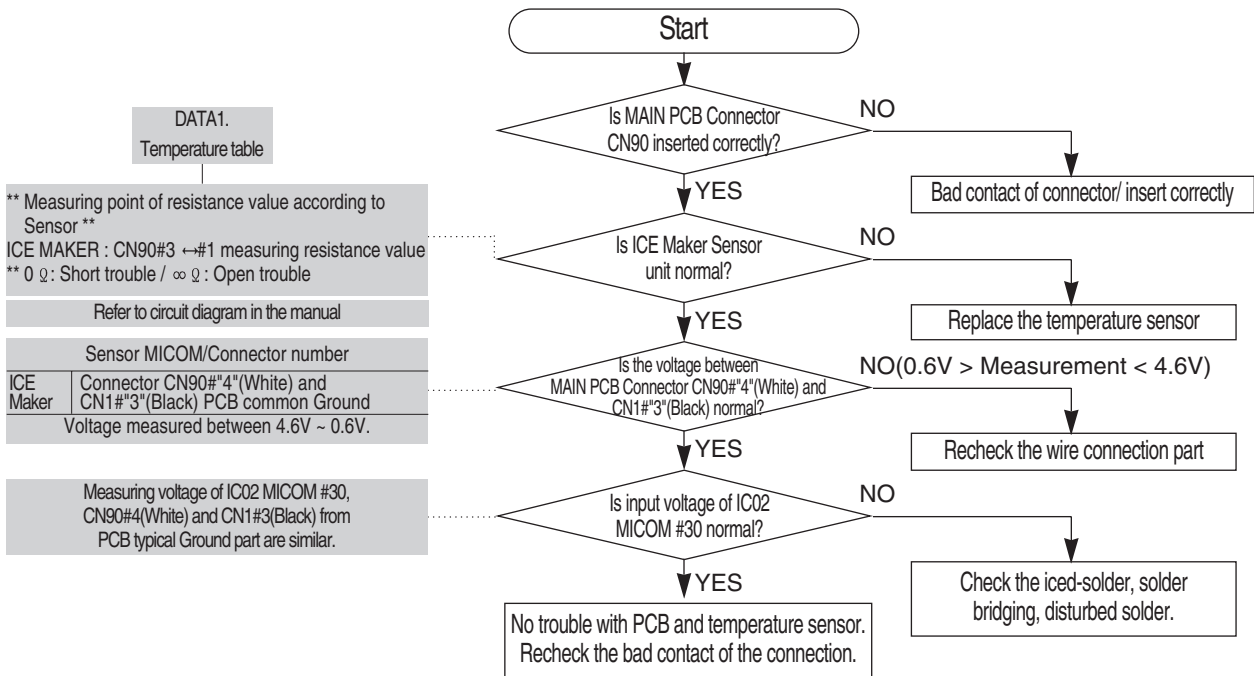 Start
Is MAIN PCB Connector
CN90 inserted correctly?
NO
Bad contact of connector/ insert correctly
YES
DATA1.
Temperature table
** Measuring point of resistance value according to
Sensor **
ICE MAKER : CN90#3 ↔#1 measuring resistance value
** 0 Ω : Short trouble / ∞ Ω : Open trouble
Refer to circuit diagram in the manual
Is ICE Maker Sensor
unit normal?
NO
Replace the temperature sensor
YES
Sensor MICOM/Connector number
ICE
Maker
Connector CN90#"4"(White) and
CN1#"3"(Black) PCB common Ground
Voltage measured between 4.6V ~ 0.6V.
Is the voltage between
MAIN PCB Connector CN90#"4"(White) and
CN1#"3"(Black) normal?
NO(0.6V > Measurement < 4.6V)
Recheck the wire connection part
YES
Measuring voltage of IC02 MICOM #30,
CN90#4(White) and CN1#3(Black) from
PCB typical Ground part are similar.
Is input voltage of IC02
MICOM #30 normal?
NO
Check the iced-solder, solder
bridging, disturbed solder.
YES
No trouble with PCB and temperature sensor.
Recheck the bad contact of the connection.